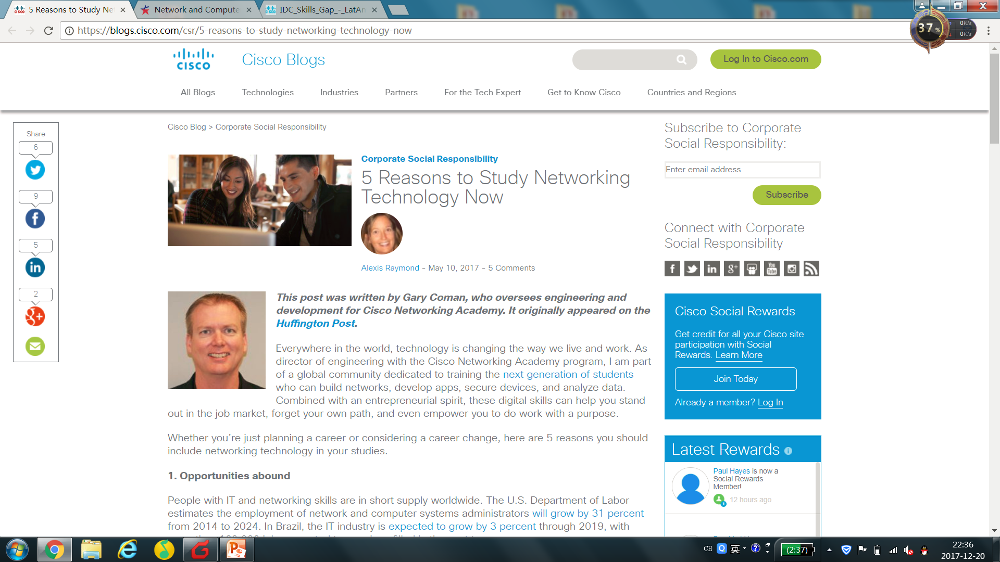 5 Reasons to Study Ne
Network and Compute
IDC_Skills_Gap_-_LatAm
https://blogs.cisco.com/csr/5-reasons-to-study-networking-technology-now
37%
0K/s
0K/s
CISCO
Cisco Blogs
Log In to Cisco.com
All Blogs
Technologies
Industries
Partners
For the Tech Expert
Get to Know Cisco
Countries and Regions
Share
6
9
5
2
Cisco Blog > Corporate Social Responsibility
Corporate Social Responsibility
5 Reasons to Study Networking
Technology Now
Alexis Raymond - May 10, 2017 - 5 Comments
This post was written by Gary Coman, who oversees engineering and
development for Cisco Networking Academy. It originally appeared on the
Huffington Post.
Everywhere in the world, technology is changing the way we live and work. As
director of engineering with the Cisco Networking Academy program, I am part
of a global community dedicated to training the next generation of students
who can build networks, develop apps, secure devices, and analyze data.
Combined with an entrepreneurial spirit, these digital skills can help you stand
out in the job market, forget your own path, and even empower you to do work with a purpose.
Whether you’re just planning a career or considering a career change, here are 5 reasons you should
include networking technology in your studies.
1. Opportunities abound
People with IT and networking skills are in short supply worldwide. The U.S. Department of Labor
estimates the employment of network and computer systems administrators will grow by 31 percent
from 2014 to 2024. In Brazil, the IT industry is expected to grow by 3 percent through 2019, with
Subscribe to Corporate
Social Responsibility:
Enter email address
Subscribe
Connect with Corporate
Social Responsibility
You
Tube
Cisco Social Rewards
Get credit for all your Cisco site
participation with Social
Rewards. Learn More
Join Today
Already a member? Log In
Latest Rewards
Paul Hayes is now a
Social Rewards
Member!
12 hours ago
CH
英
(2:37)
22:36
2017-12-20